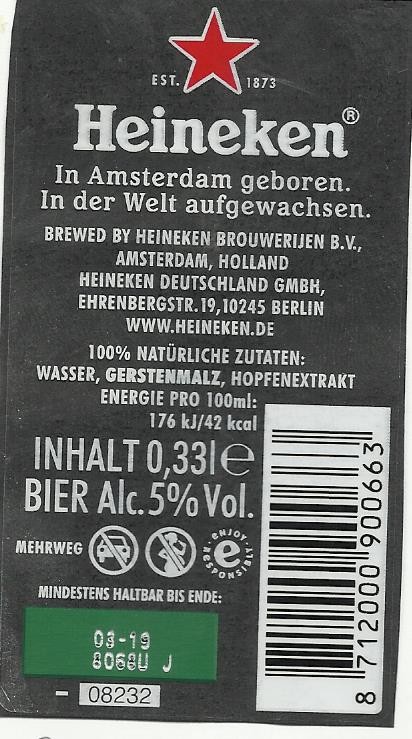 EST. 1873
Heineken®
In Amsterdam geboren.
In der Welt aufgewachsen.
BREWED BY HEINEKEN BROUWERIJEN B.V.,
AMSTERDAM, HOLLAND
HEINEKEN DEUTSCHLAND GMBH,
EHRENBERGSTR.19,10245 BERLIN
WWW.HEINEKEN.DE
100% NATÜRLICHE ZUTATEN:
WASSER, GERSTENMALZ, HOPFENEXTRAKT
ENERGIE PRO 100ml:
176 kJ/42 kcal
INHALT 0,33l e
BIER Alc.5% Vol.
MEHRWEG
ENJOY RESPONSIBLY
e
MINDESTENS HALTBAR BIS ENDE:
03-19
8068U J
- 08232
8 712000 900663